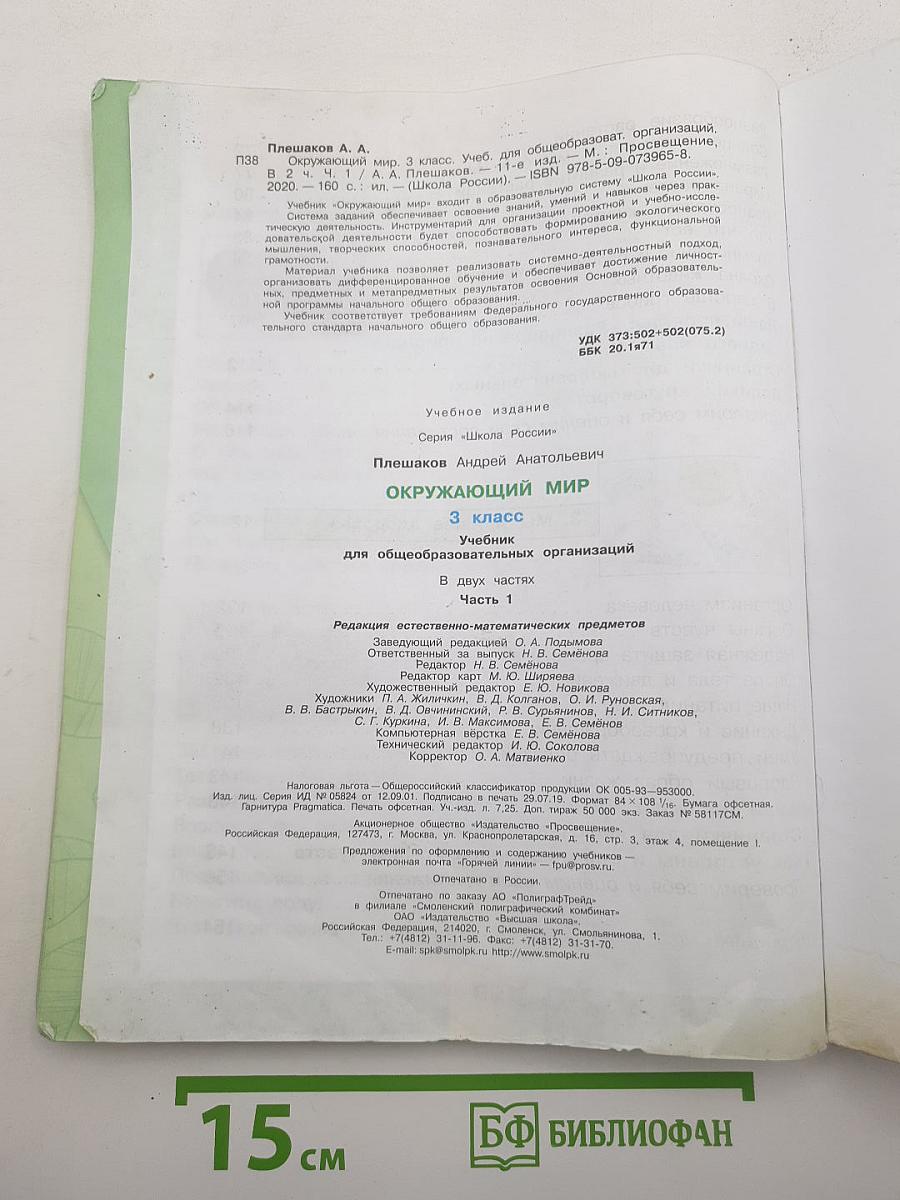 Плешаков А. А.
П38 Окружающий мир. 3 класс. Учеб. для общеобразоват. организаций.
В 2 ч. Ч. 1 / А. А. Плешаков. — 11-е изд. — М. : Просвещение,
2020. — 160 с. : ил. — (Школа России). — ISBN 978-5-09-073965-8.
Учебник «Окружающий мир» входит в образовательную систему «Школа России».
Система заданий обеспечивает освоение знаний, умений и навыков через прак-
тическую деятельность. Инструментарий для организации проектной и учебно-иссле-
довательской деятельности будет способствовать формированию экологического
мышления, творческих способностей, познавательного интереса, функциональной
грамотности.
Материал учебника позволяет реализовать системно-деятельностный подход,
организовать дифференцированное обучение и обеспечивает достижение личност-
ных, предметных и метапредметных результатов освоения Основной образователь-
ной программы начального общего образования.
Учебник соответствует требованиям Федерального государственного образова-
тельного стандарта начального общего образования.
УДК 373:502+502(075.2)
ББК 20.1я71
Учебное издание
Серия «Школа России»
Плешаков Андрей Анатольевич
ОКРУЖАЮЩИЙ МИР
3 класс
Учебник
для общеобразовательных организаций
В двух частях
Часть 1
Редакция естественно-математических предметов
Заведующий редакцией О. А. Подымова
Ответственный за выпуск Н. В. Семёнова
Редактор Н. В. Семёнова
Редактор карт М. Ю. Ширяева
Художественный редактор Е. Ю. Новикова
Художники П. А. Жиличкин, В. Д. Колганов, О. И. Руновская,
В. В. Бастрыкин, В. Д. Овчининский, Р. В. Сурьянинов, Н. И. Ситников,
С. Г. Куркина, И. В. Максимова, Е. В. Семёнов
Компьютерная вёрстка Е. В. Семёнова
Технический редактор И. Ю. Соколова
Корректор О. А. Матвиенко
Налоговая льгота — Общероссийский классификатор продукции ОК 005-93—953000.
Изд. лиц. Серия ИД № 05824 от 12.09.01. Подписано в печать 29.07.19. Формат 84 × 108 1/16. Бумага офсетная.
Гарнитура Pragmatica. Печать офсетная. Уч.-изд. л. 7,25. Доп. тираж 50 000 экз. Заказ № 58117СМ.
Акционерное общество «Издательство «Просвещение».
Российская Федерация, 127473, г. Москва, ул. Краснопролетарская, д. 16, стр. 3, этаж 4, помещение I.
Предложения по оформлению и содержанию учебников —
электронная почта «Горячей линии» — fpu@prosv.ru.
Отпечатано в России.
Отпечатано по заказу АО «ПолиграфТрейд»
в филиале «Смоленский полиграфический комбинат»
ОАО «Издательство «Высшая школа».
Российская Федерация, 214020, г. Смоленск, ул. Смольянинова, 1.
Тел.: +7(4812) 31-11-96. Факс: +7(4812) 31-31-70.
E-mail: spk@smolpk.ru http://www.smolpk.ru
15 см
БФ БИБЛИОФАН